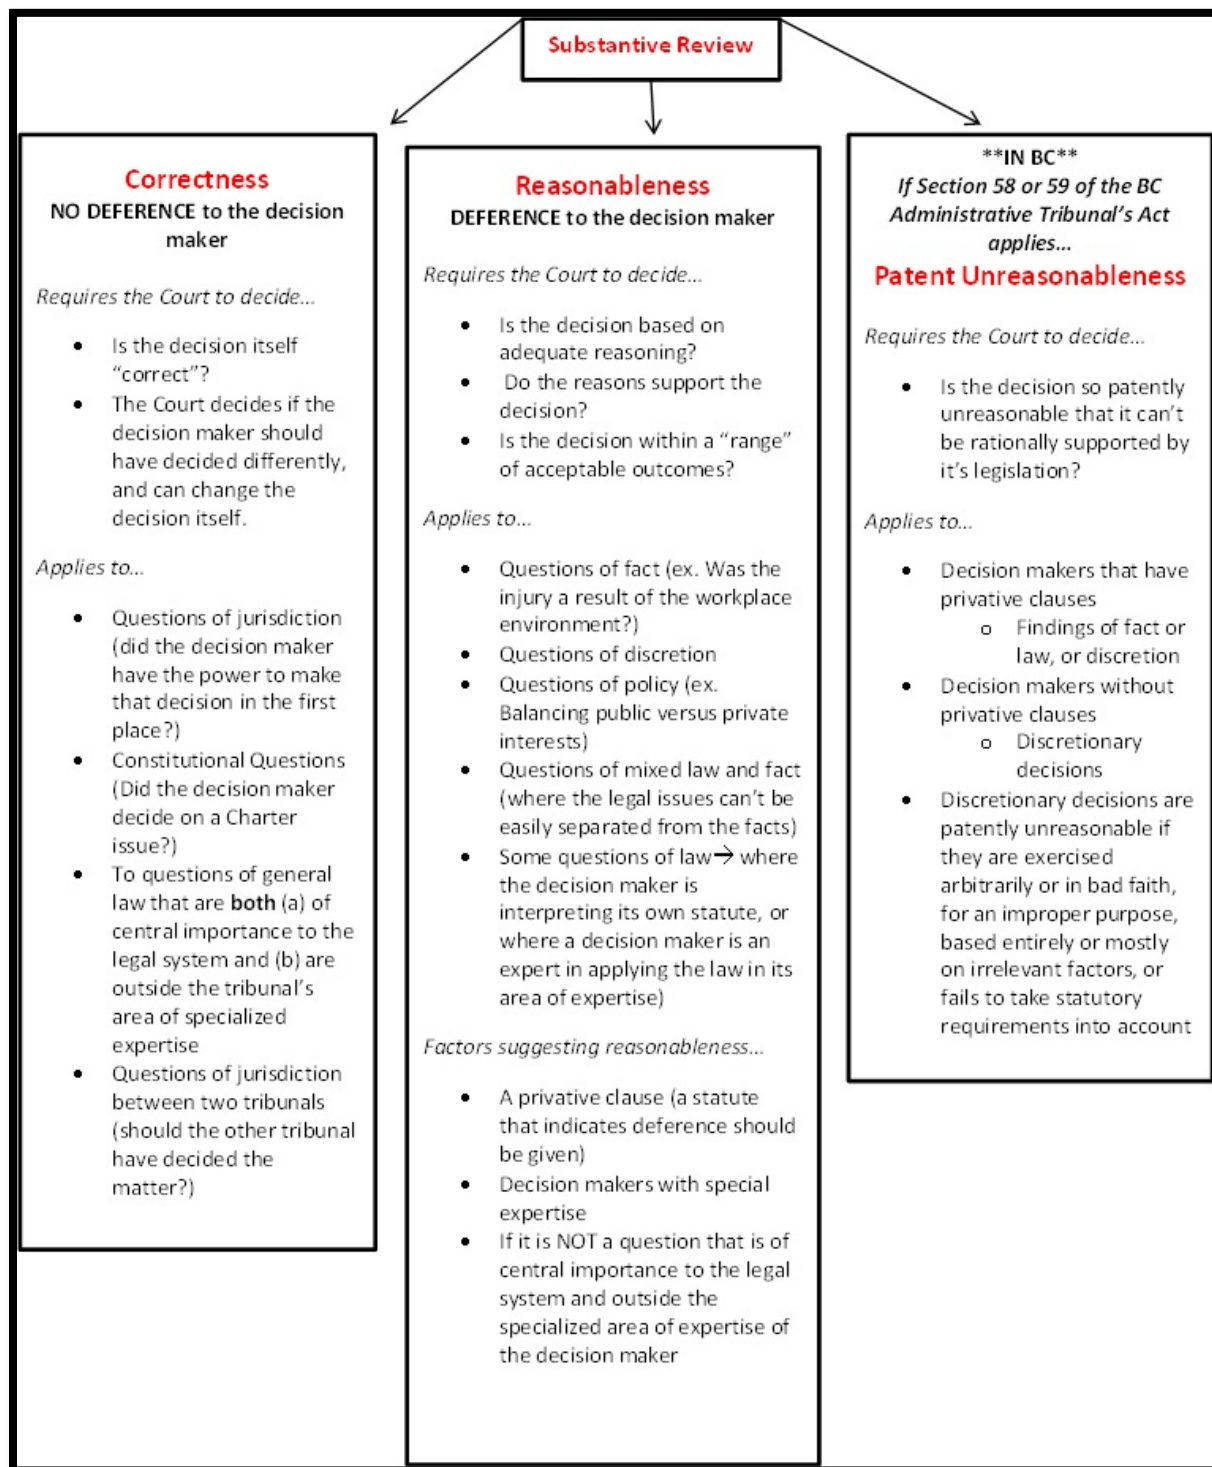 Substantive Review
Correctness
NO DEFERENCE to the decision
maker
Requires the Court to decide...
• Is the decision itself
“correct”?
• The Court decides if the
decision maker should
have decided differently,
and can change the
decision itself.
Applies to...
• Questions of jurisdiction
(did the decision maker
have the power to make
that decision in the first
place?)
• Constitutional Questions
(Did the decision maker
decide on a Charter
issue?)
• To questions of general
law that are both (a) of
central importance to the
legal system and (b) are
outside the tribunal’s
area of specialized
expertise
• Questions of jurisdiction
between two tribunals
(should the other tribunal
have decided the
matter?)
Reasonableness
DEFERENCE to the decision maker
Requires the Court to decide...
• Is the decision based on
adequate reasoning?
• Do the reasons support the
decision?
• Is the decision within a “range”
of acceptable outcomes?
Applies to...
• Questions of fact (ex. Was the
injury a result of the workplace
environment?)
• Questions of discretion
• Questions of policy (ex.
Balancing public versus private
interests)
• Questions of mixed law and fact
(where the legal issues can’t be
easily separated from the facts)
• Some questions of law→ where
the decision maker is
interpreting its own statute, or
where a decision maker is an
expert in applying the law in its
area of expertise)
Factors suggesting reasonableness...
• A privative clause (a statute
that indicates deference should
be given)
• Decision makers with special
expertise
• If it is NOT a question that is of
central importance to the legal
system and outside the
specialized area of expertise of
the decision maker
**IN BC**
If Section 58 or 59 of the BC
Administrative Tribunal’s Act
applies...
Patent Unreasonableness
Requires the Court to decide...
• Is the decision so patently
unreasonable that it can’t
be rationally supported by
it’s legislation?
Applies to...
• Decision makers that have
privative clauses
o Findings of fact or
law, or discretion
• Decision makers without
privative clauses
o Discretionary
decisions
• Discretionary decisions are
patently unreasonable if
they are exercised
arbitrarily or in bad faith,
for an improper purpose,
based entirely or mostly
on irrelevant factors, or
fails to take statutory
requirements into account